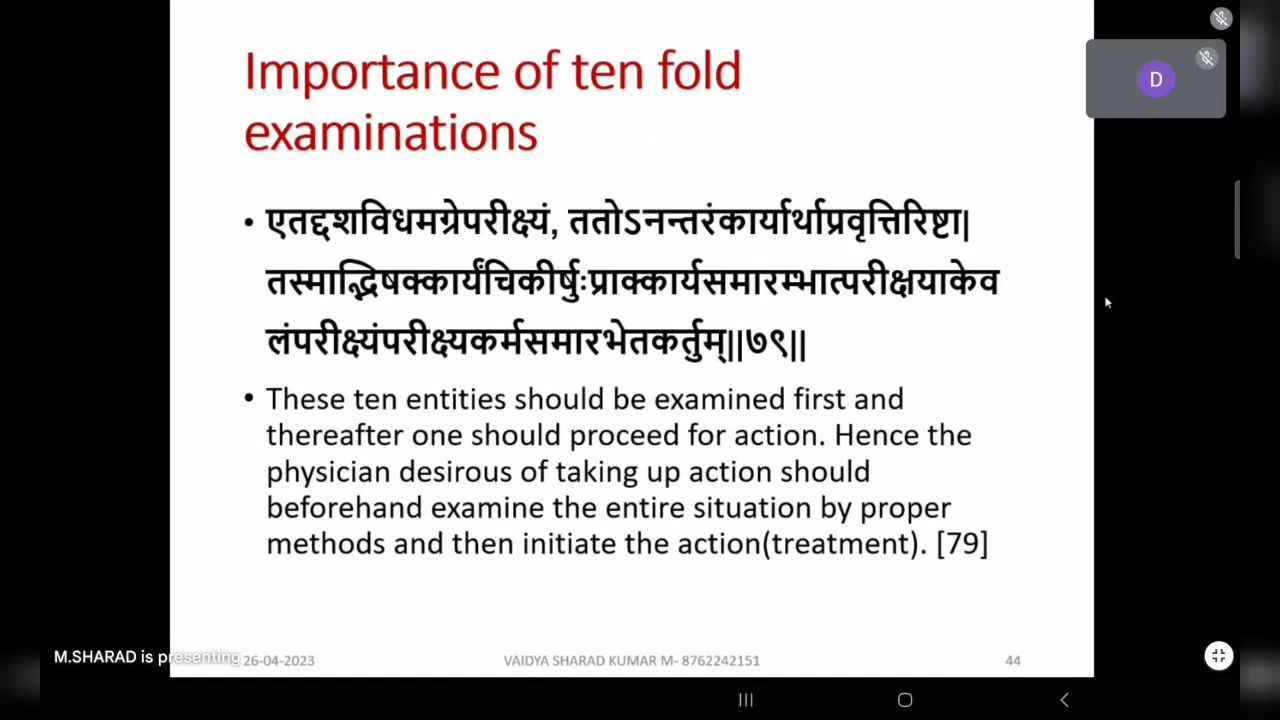 Importance of ten fold
examinations
D
• एतद्दशविधमग्रेपरीक्ष्यं, ततोऽनन्तरंकार्यार्थाप्रवृत्तिरिष्टा|
तस्माद्भिषक्कार्यंचिकीर्षुःप्राक्कार्यसमारम्भात्परीक्षयाकेव
लंपरीक्ष्यंपरीक्ष्यकर्मसमारभेतकर्तुम्||७९||
• These ten entities should be examined first and
thereafter one should proceed for action. Hence the
physician desirous of taking up action should
beforehand examine the entire situation by proper
methods and then initiate the action(treatment). [79]
M.SHARAD is presenting
26-04-2023
VAIDYA SHARAD KUMAR M- 8762242151
44